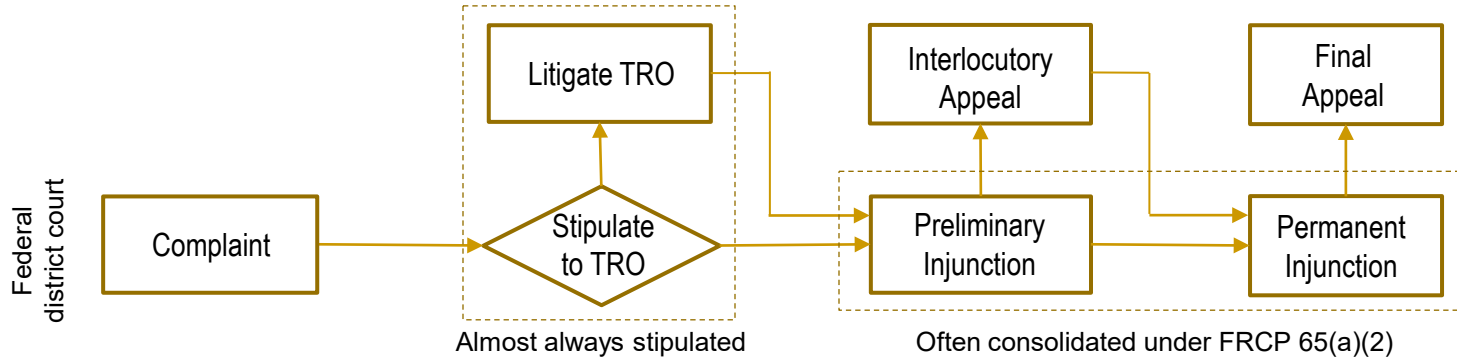 Federal
district court
Complaint
Litigate TRO
Stipulate
to TRO
Almost always stipulated
Interlocutory
Appeal
Final
Appeal
Preliminary
Injunction
Permanent
Injunction
Often consolidated under FRCP 65(a)(2)